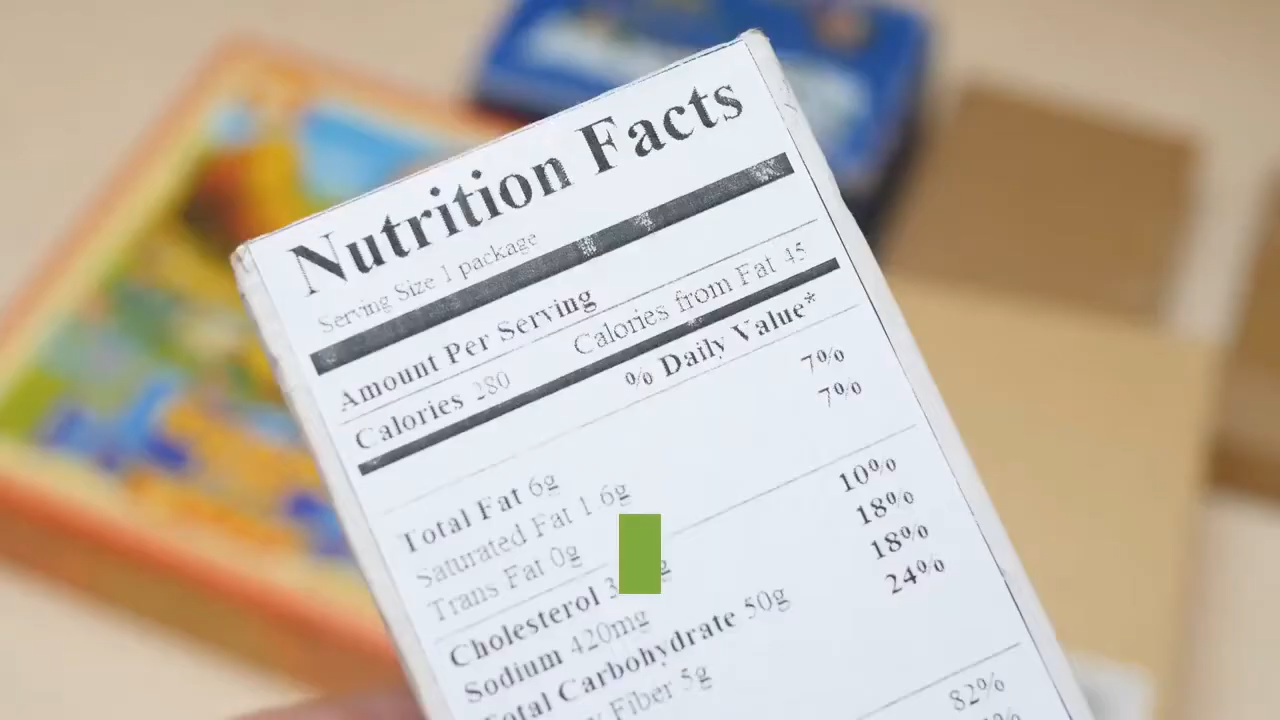 Nutrition Facts
Serving Size 1 package
Amount Per Serving
Calories 280 Calories from Fat 45
% Daily Value*
7%
7%
Total Fat 6g
Saturated Fat 1 6g
Trans Fat 0g
10%
18%
18%
24%
Cholesterol
Sodium 420mg
Total Carbohydrate 50g
Fiber 5g
82%